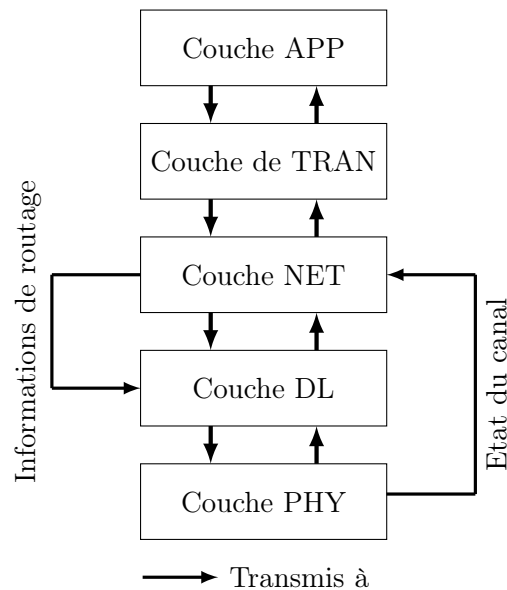 Couche APP
Couche de TRAN
Couche NET
Couche DL
Couche PHY
Informations de routage
Etat du canal
Transmis à